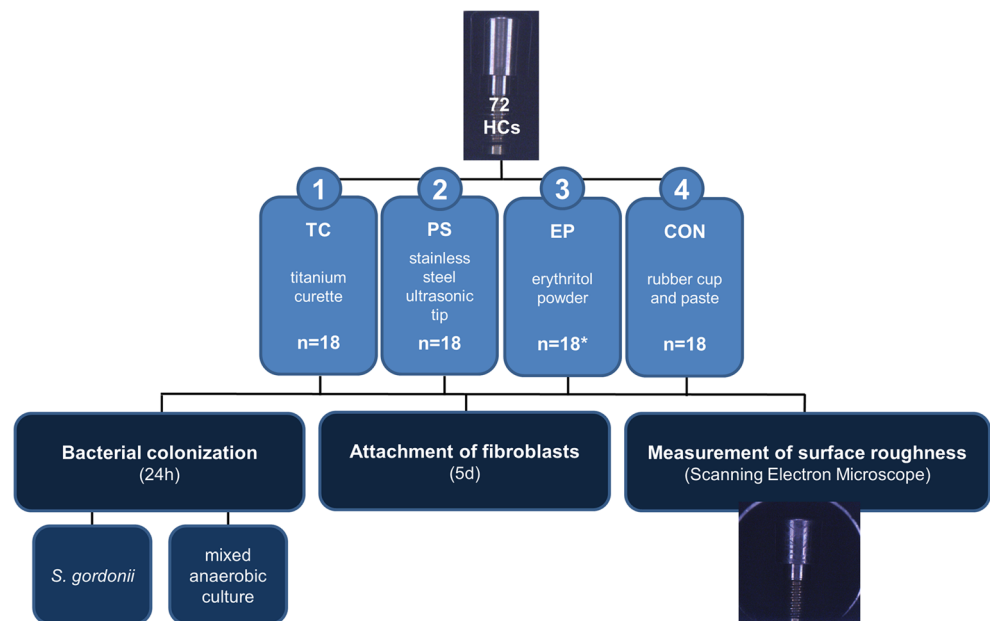 72
HCs
1
2
3
4
TC
titanium
curette
n=18
PS
stainless
steel
ultrasonic
tip
n=18
EP
erythritol
powder
n=18*
CON
rubber cup
and paste
n=18
Bacterial colonization
(24h)
Attachment of fibroblasts
(5d)
Measurement of surface roughness
(Scanning Electron Microscope)
S. gordonii
mixed
anaerobic
culture